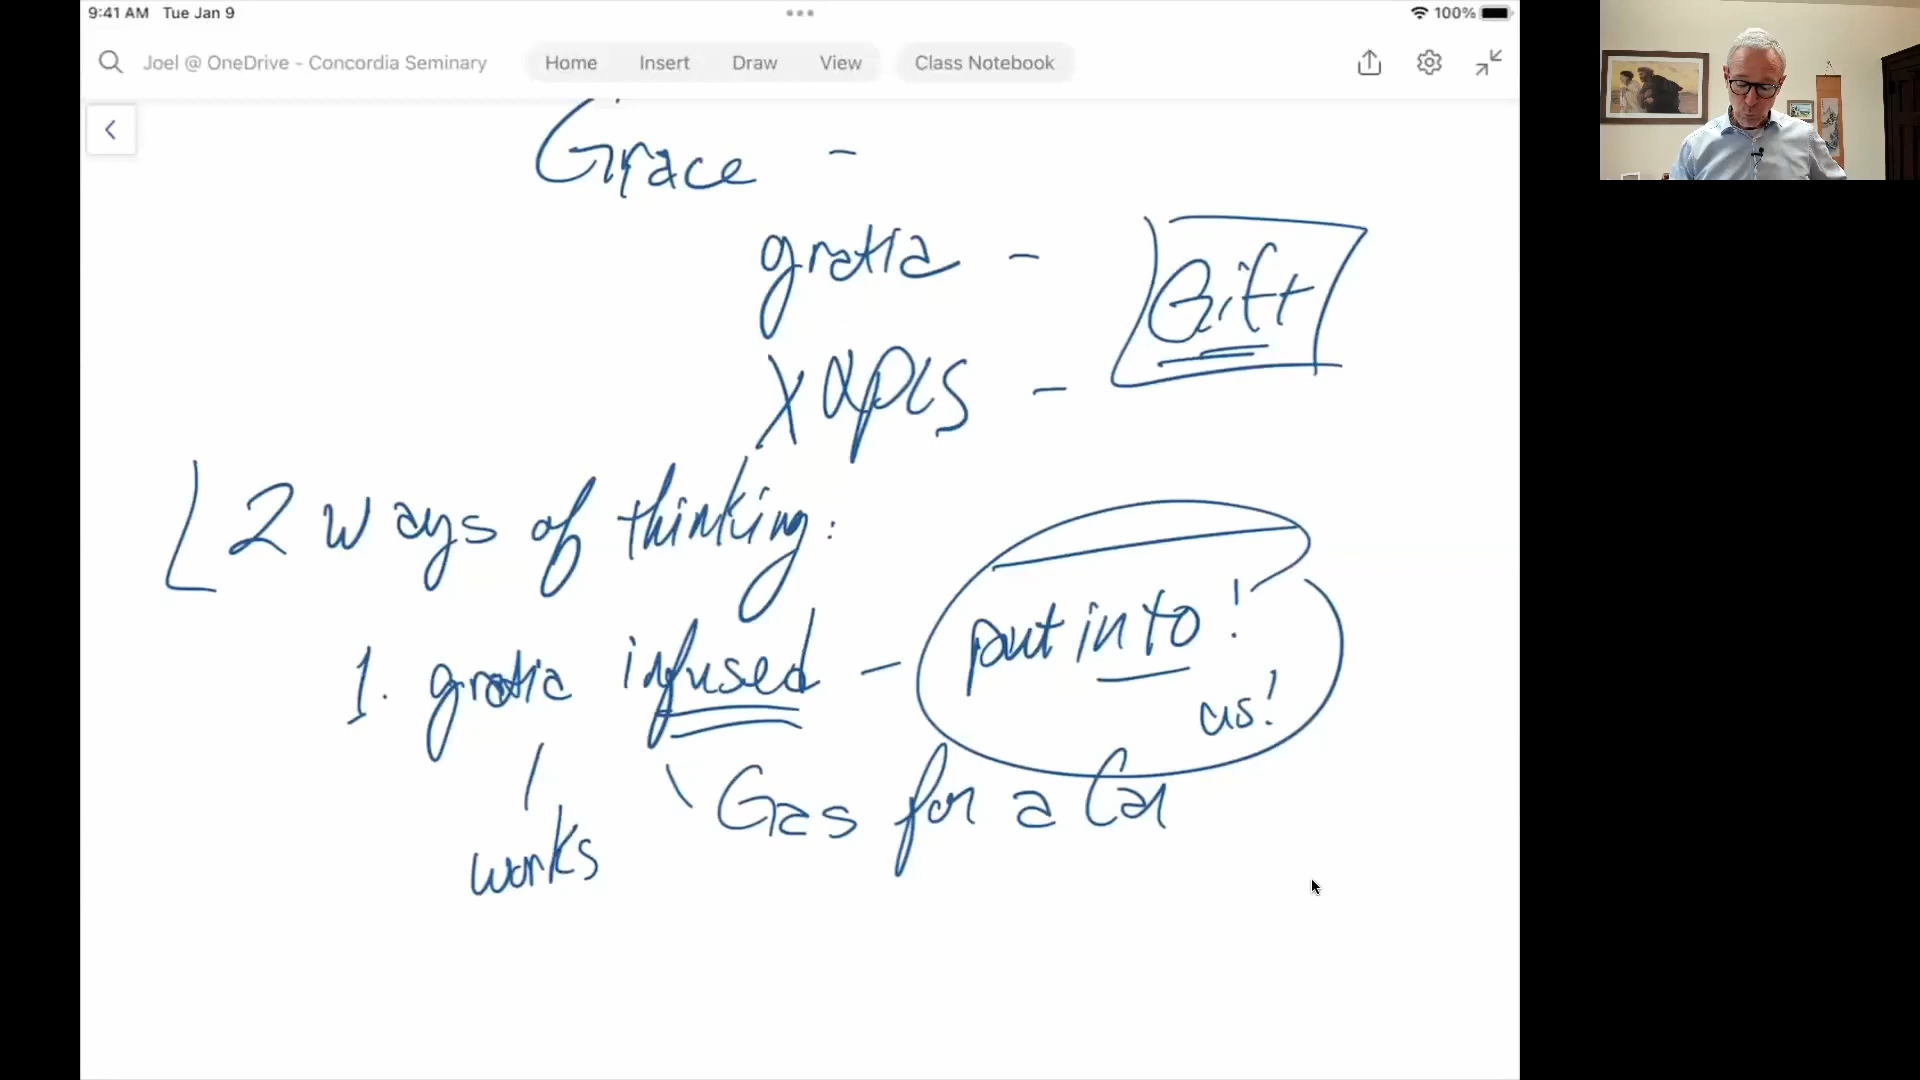 9:41 AM Tue Jan 9
100%
Joel @ OneDrive - Concordia Seminary
Home Insert Draw View Class Notebook
Grace -
gratia - Gift
χαρις -
2 ways of thinking:
1. gratia infused - put into!
us!
Gas for a Car
works